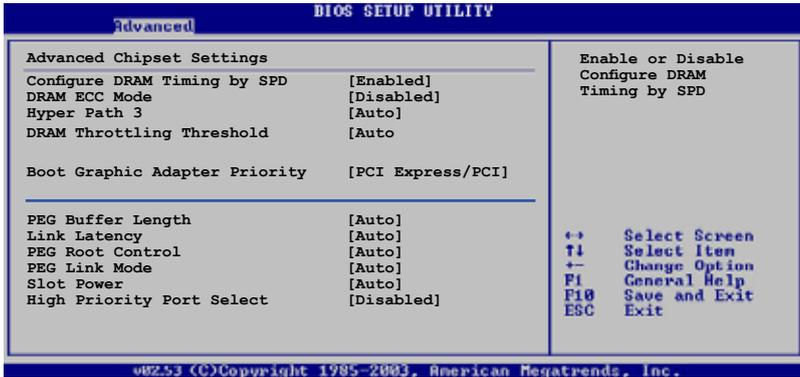 BIOS SETUP UTILITY
Advanced
Advanced Chipset Settings
Configure DRAM Timing by SPD [Enabled]
DRAM ECC Mode [Disabled]
Hyper Path 3 [Auto]
DRAM Throttling Threshold [Auto
Boot Graphic Adapter Priority [PCI Express/PCI]
PEG Buffer Length [Auto]
Link Latency [Auto]
PEG Root Control [Auto]
PEG Link Mode [Auto]
Slot Power [Auto]
High Priority Port Select [Disabled]
Enable or Disable
Configure DRAM
Timing by SPD
↔ Select Screen
↑↓ Select Item
+- Change Option
F1 General Help
F10 Save and Exit
ESC Exit
v02.53 (C)Copyright 1985-2003, American Megatrends, Inc.